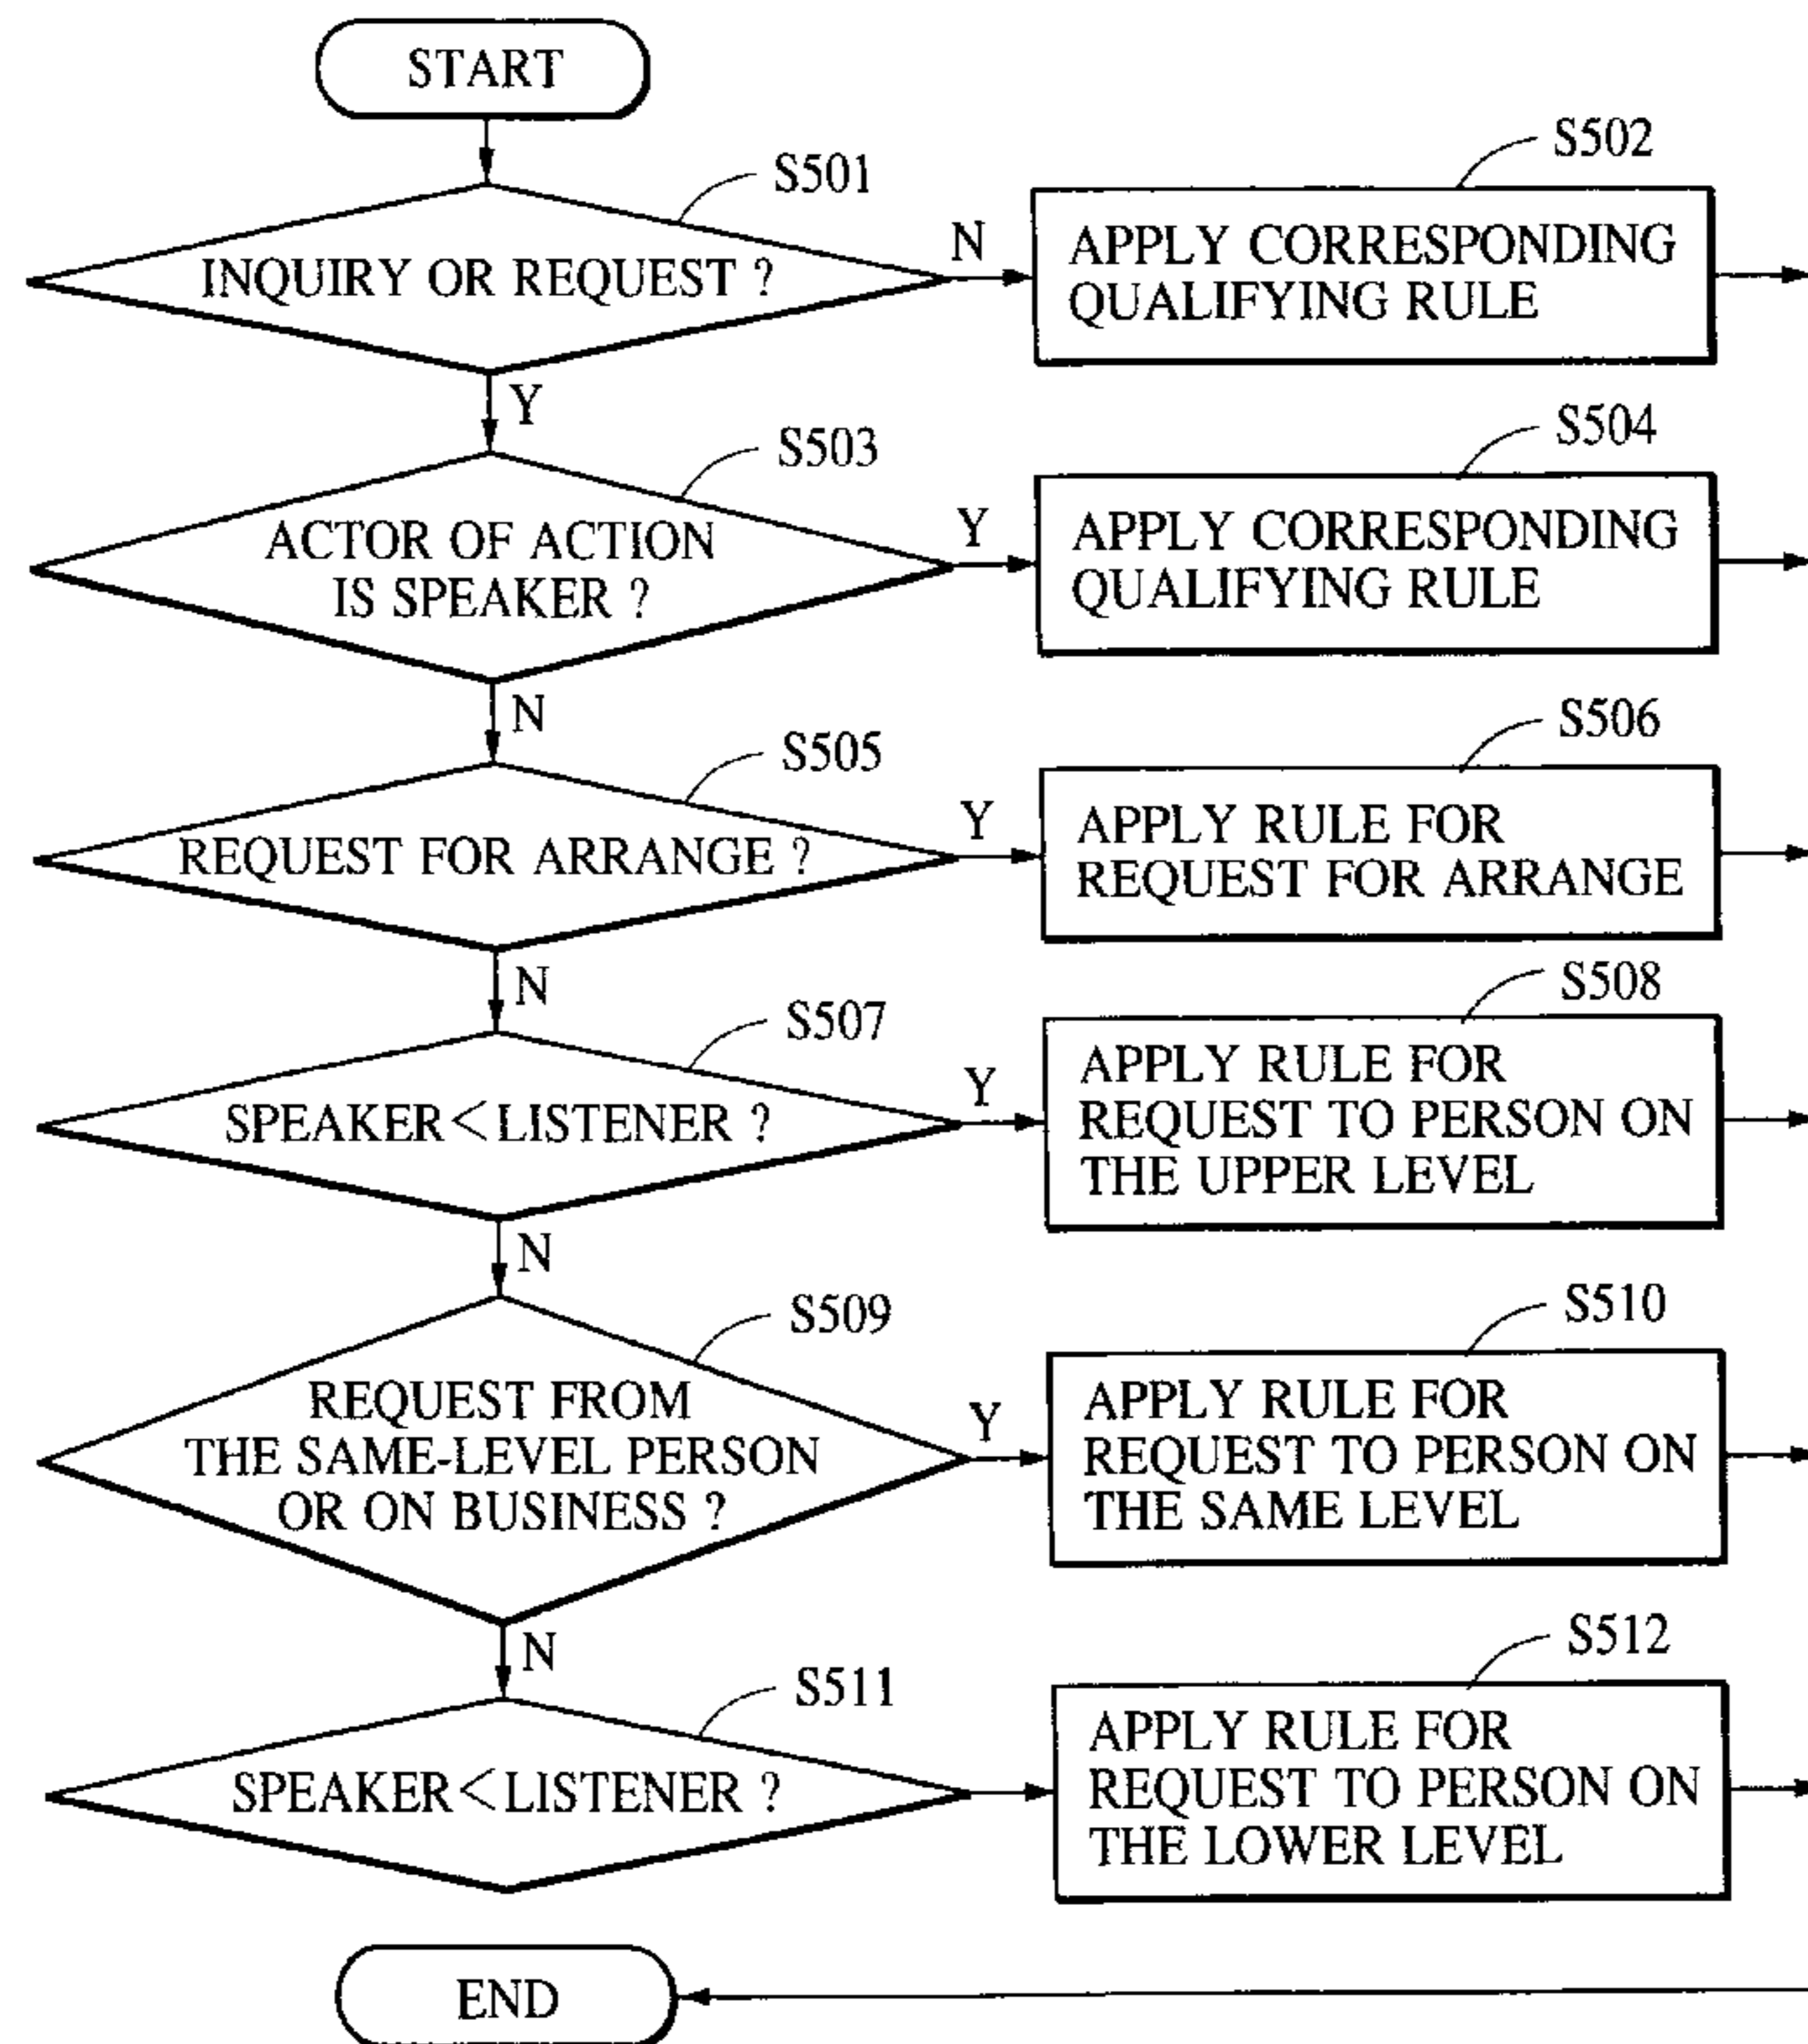 START
S501
INQUIRY OR REQUEST ?
N
S502
APPLY CORRESPONDING
QUALIFYING RULE
Y
S503
ACTOR OF ACTION
IS SPEAKER ?
Y
S504
APPLY CORRESPONDING
QUALIFYING RULE
N
S505
REQUEST FOR ARRANGE ?
Y
S506
APPLY RULE FOR
REQUEST FOR ARRANGE
N
S507
SPEAKER<LISTENER ?
Y
S508
APPLY RULE FOR
REQUEST TO PERSON ON
THE UPPER LEVEL
N
S509
REQUEST FROM
THE SAME-LEVEL PERSON
OR ON BUSINESS ?
Y
S510
APPLY RULE FOR
REQUEST TO PERSON ON
THE SAME LEVEL
N
S511
SPEAKER<LISTENER ?
S512
APPLY RULE FOR
REQUEST TO PERSON ON
THE LOWER LEVEL
END